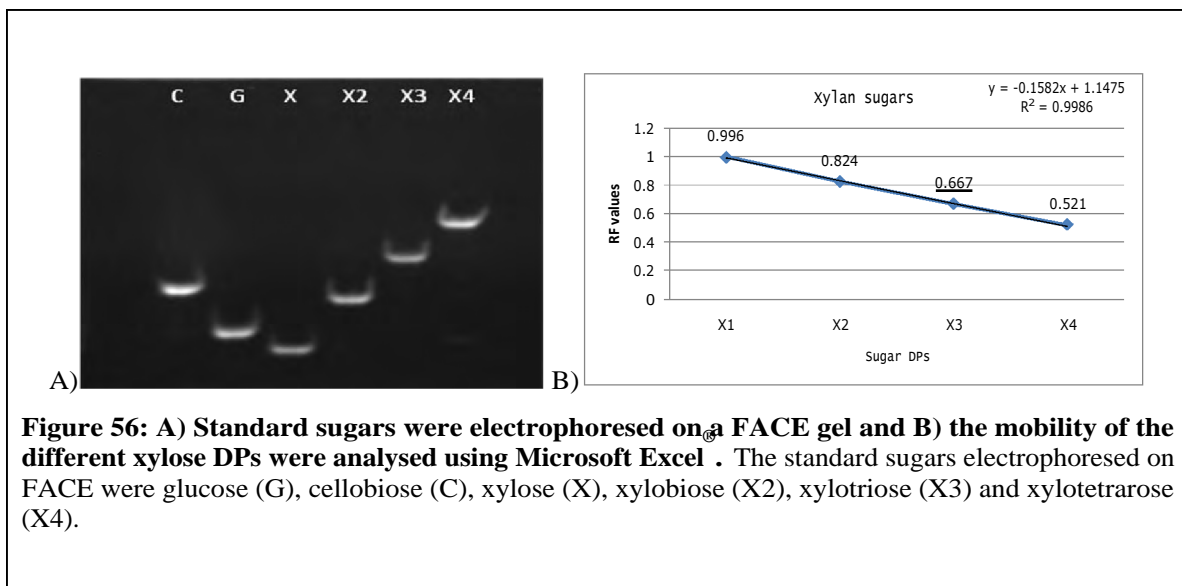 C G X X2 X3 X4
A)
B)
Xylan sugars
y = -0.1582x + 1.1475
R² = 0.9986
RF values
1.2
1
0.8
0.6
0.4
0.2
0
0.996
0.824
0.667
0.521
X1 X2 X3 X4
Sugar DPs
Figure 56: A) Standard sugars were electrophoresed on a FACE gel and B) the mobility of the
different xylose DPs were analysed using Microsoft Excel®. The standard sugars electrophoresed on
FACE were glucose (G), cellobiose (C), xylose (X), xylobiose (X2), xylotriose (X3) and xylotetrarose
(X4).